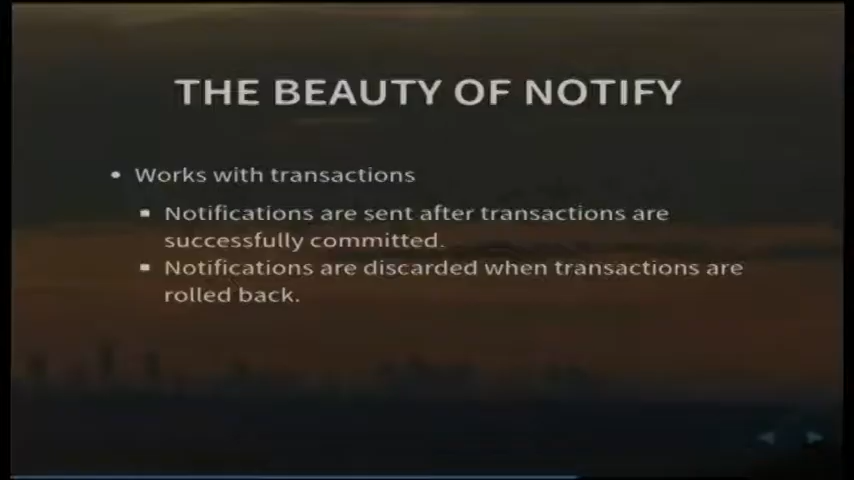 THE BEAUTY OF NOTIFY
• Works with transactions
▪ Notifications are sent after transactions are
successfully committed.
▪ Notifications are discarded when transactions are
rolled back.